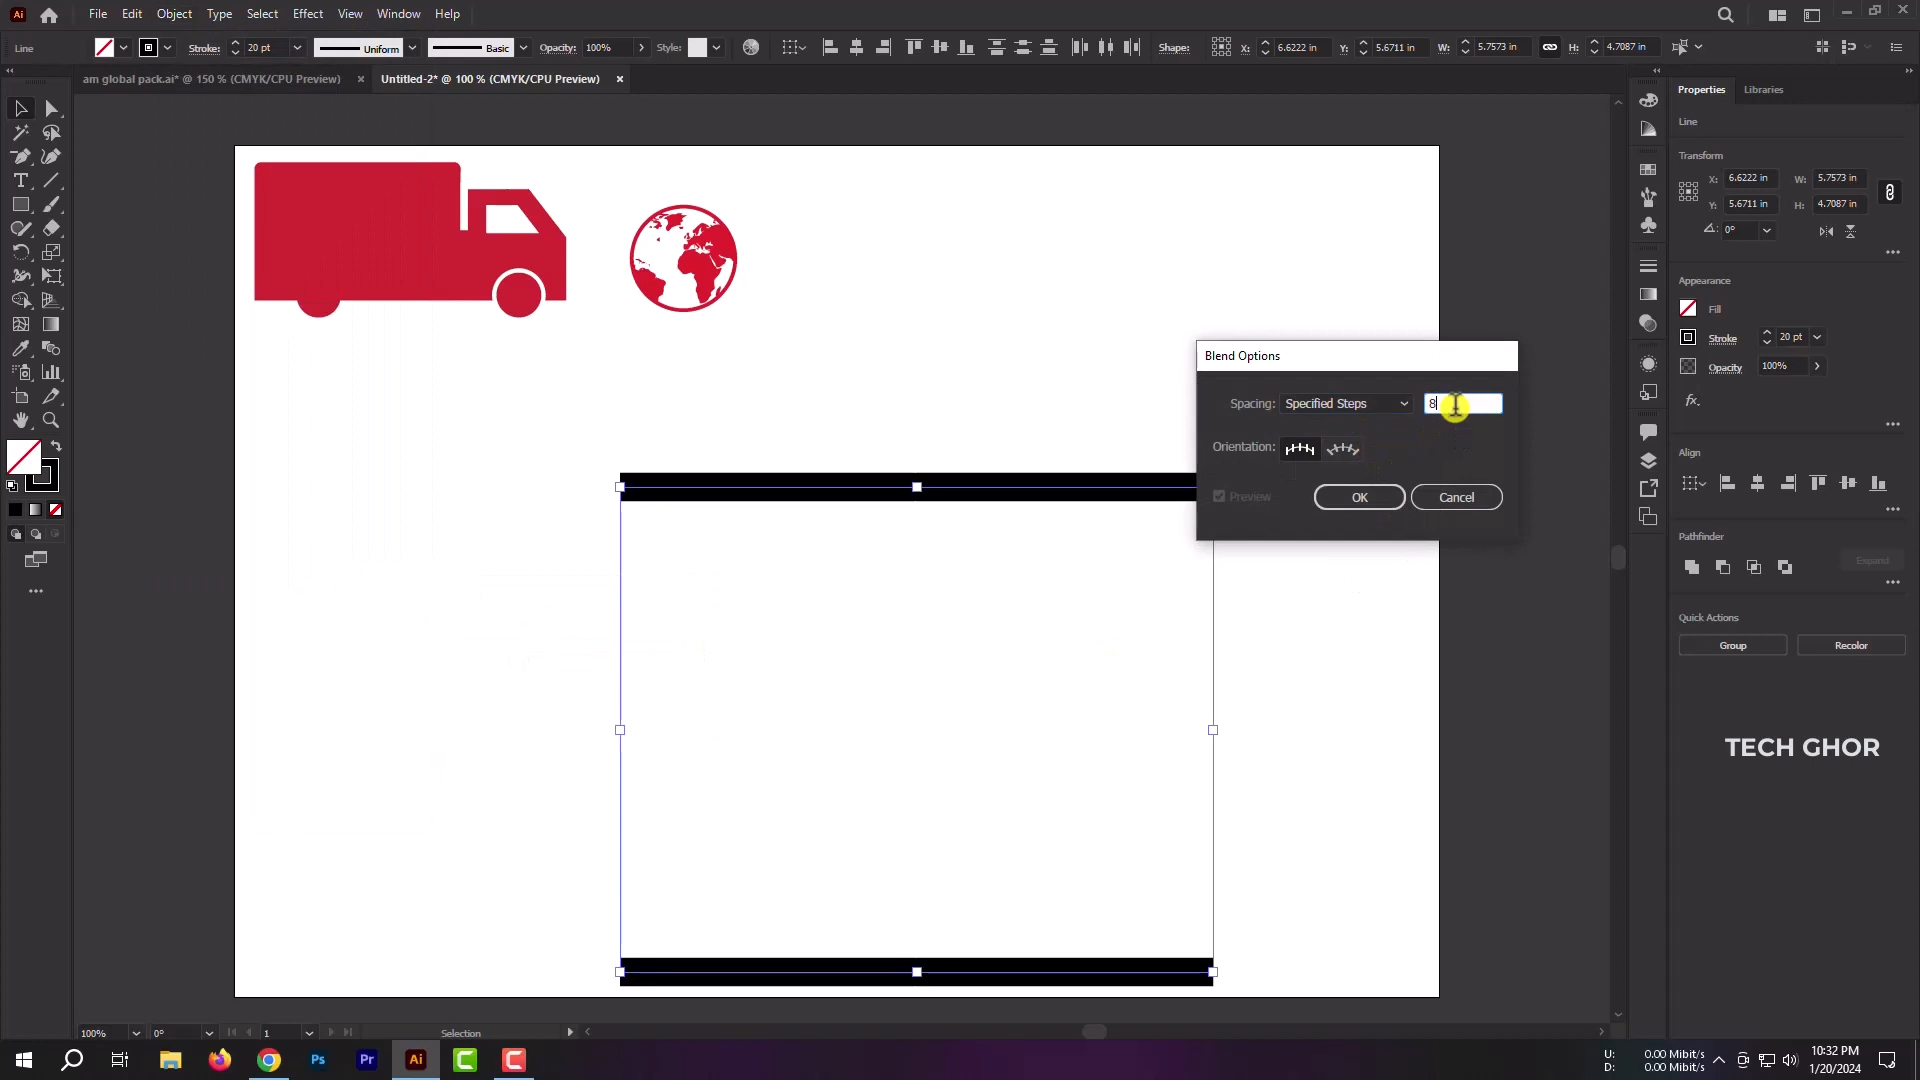 Ai File Edit Object Type Select Effect View Window Help
Line Stroke: 20 pt Uniform Basic Opacity: 100% Style: Shape: X: 6.6222 in Y: 5.6711 in W: 5.7573 in H: 4.7087 in
am global pack.ai* @ 150 % (CMYK/CPU Preview) × Untitled-2* @ 100 % (CMYK/CPU Preview) ×
Properties Libraries
Line
Transform
X: 6.6222 in W: 5.7573 in
Y: 5.6711 in H: 4.7087 in
0°
Appearance
Fill
Stroke 20 pt
Opacity 100%
fx.
Align
Pathfinder
Expand
Quick Actions
Group Recolor
Blend Options
Spacing: Specified Steps 8
Orientation:
Preview OK Cancel
TECH GHOR
100% 0° 1 Selection
Ps Pr Ai
U: 0.00 Mibit/s
D: 0.00 Mibit/s
10:32 PM
1/20/2024